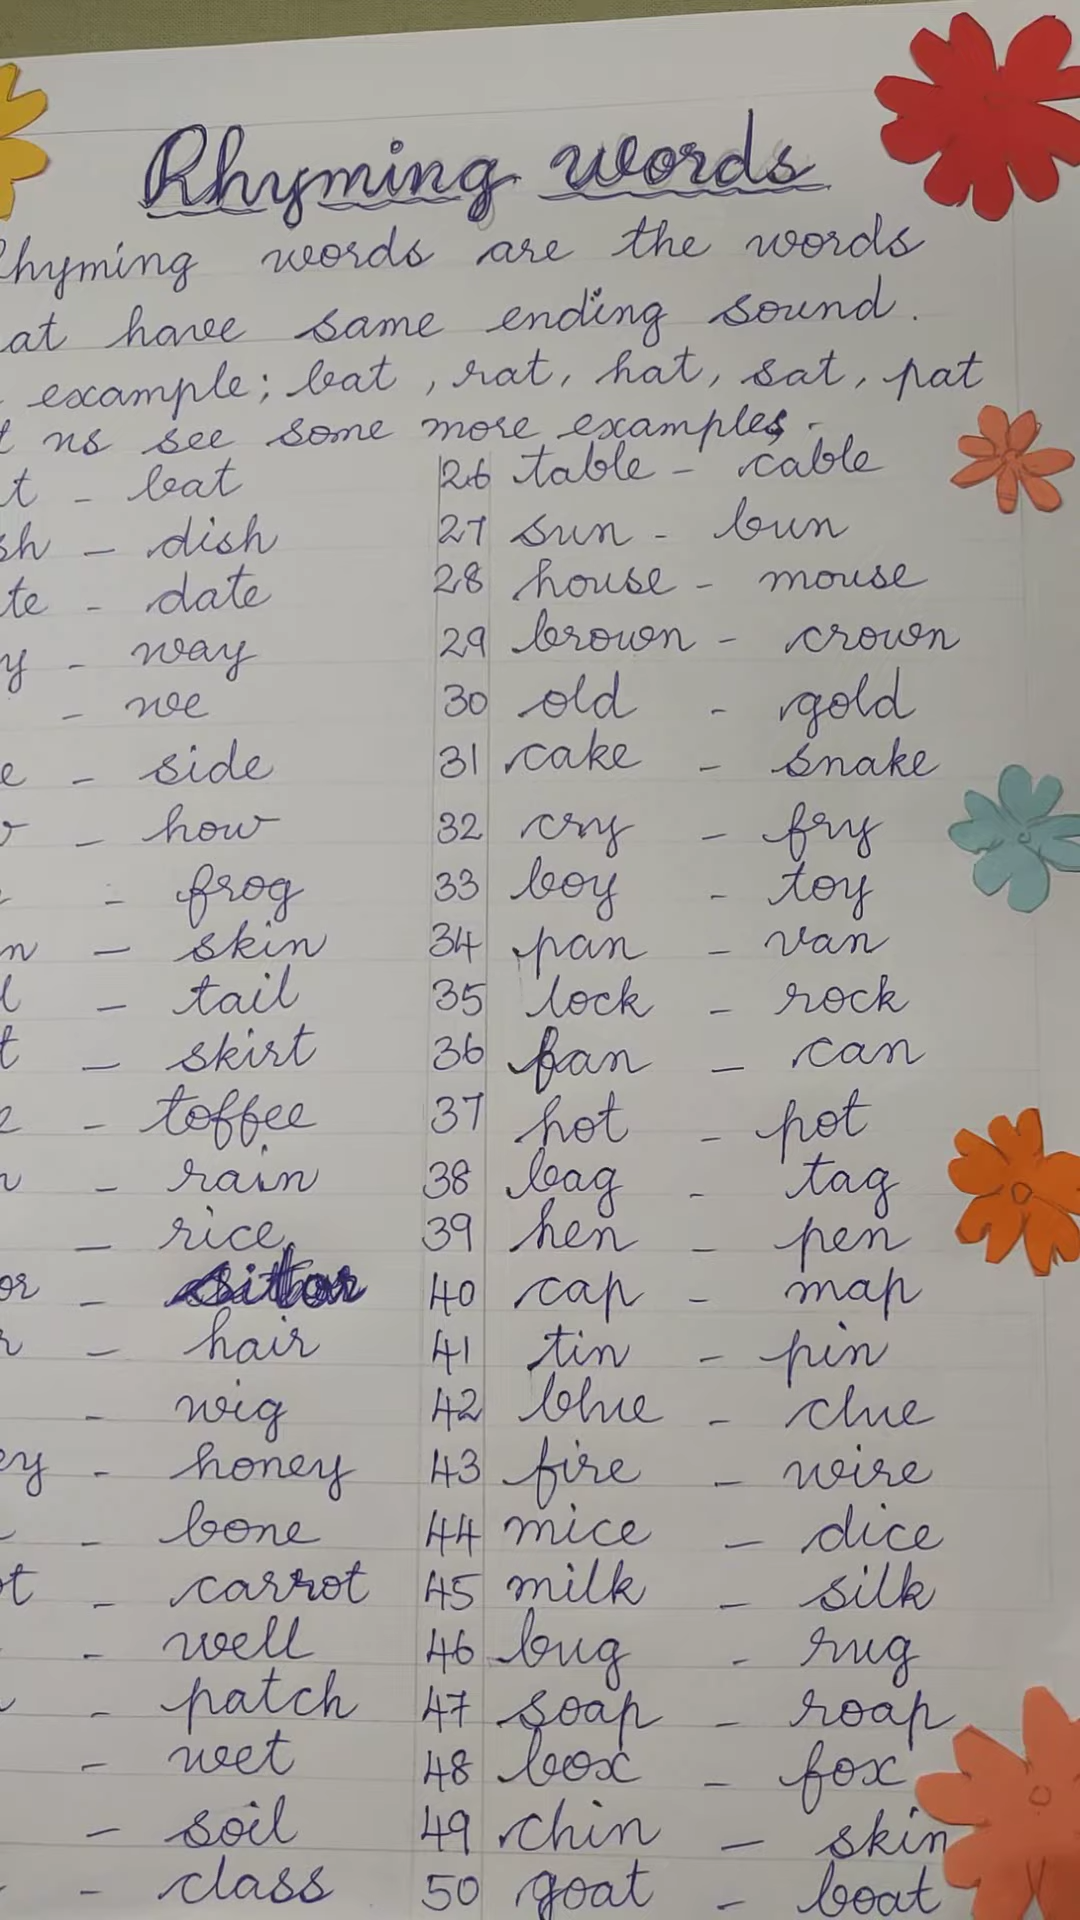 Rhyming words
Rhyming words are the words
at have same ending sound.
example; bat, rat, hat, sat, pat
us see some more examples.
t - bat
sh - dish
te - date
y - way
- we
e - side
- how
- frog
n - skin
l - tail
t - skirt
e - toffee
- rain
- rice
or -
r - hair
- wig
ey - honey
- bone
ot - carrot
- well
- patch
- wet
- soil
- class
26 table - cable
27 sun - bun
28 house - mouse
29 brown - crown
30 old - gold
31 cake - snake
32 cry - fry
33 boy - toy
34 pan - van
35 lock - rock
36 fan - can
37 hot - pot
38 bag - tag
39 hen - pen
40 cap - map
41 tin - pin
42 blue - clue
43 fire - wire
44 mice - dice
45 milk - silk
46 bug - rug
47 soap - roap
48 box - fox
49 chin - skin
50 goat - boat